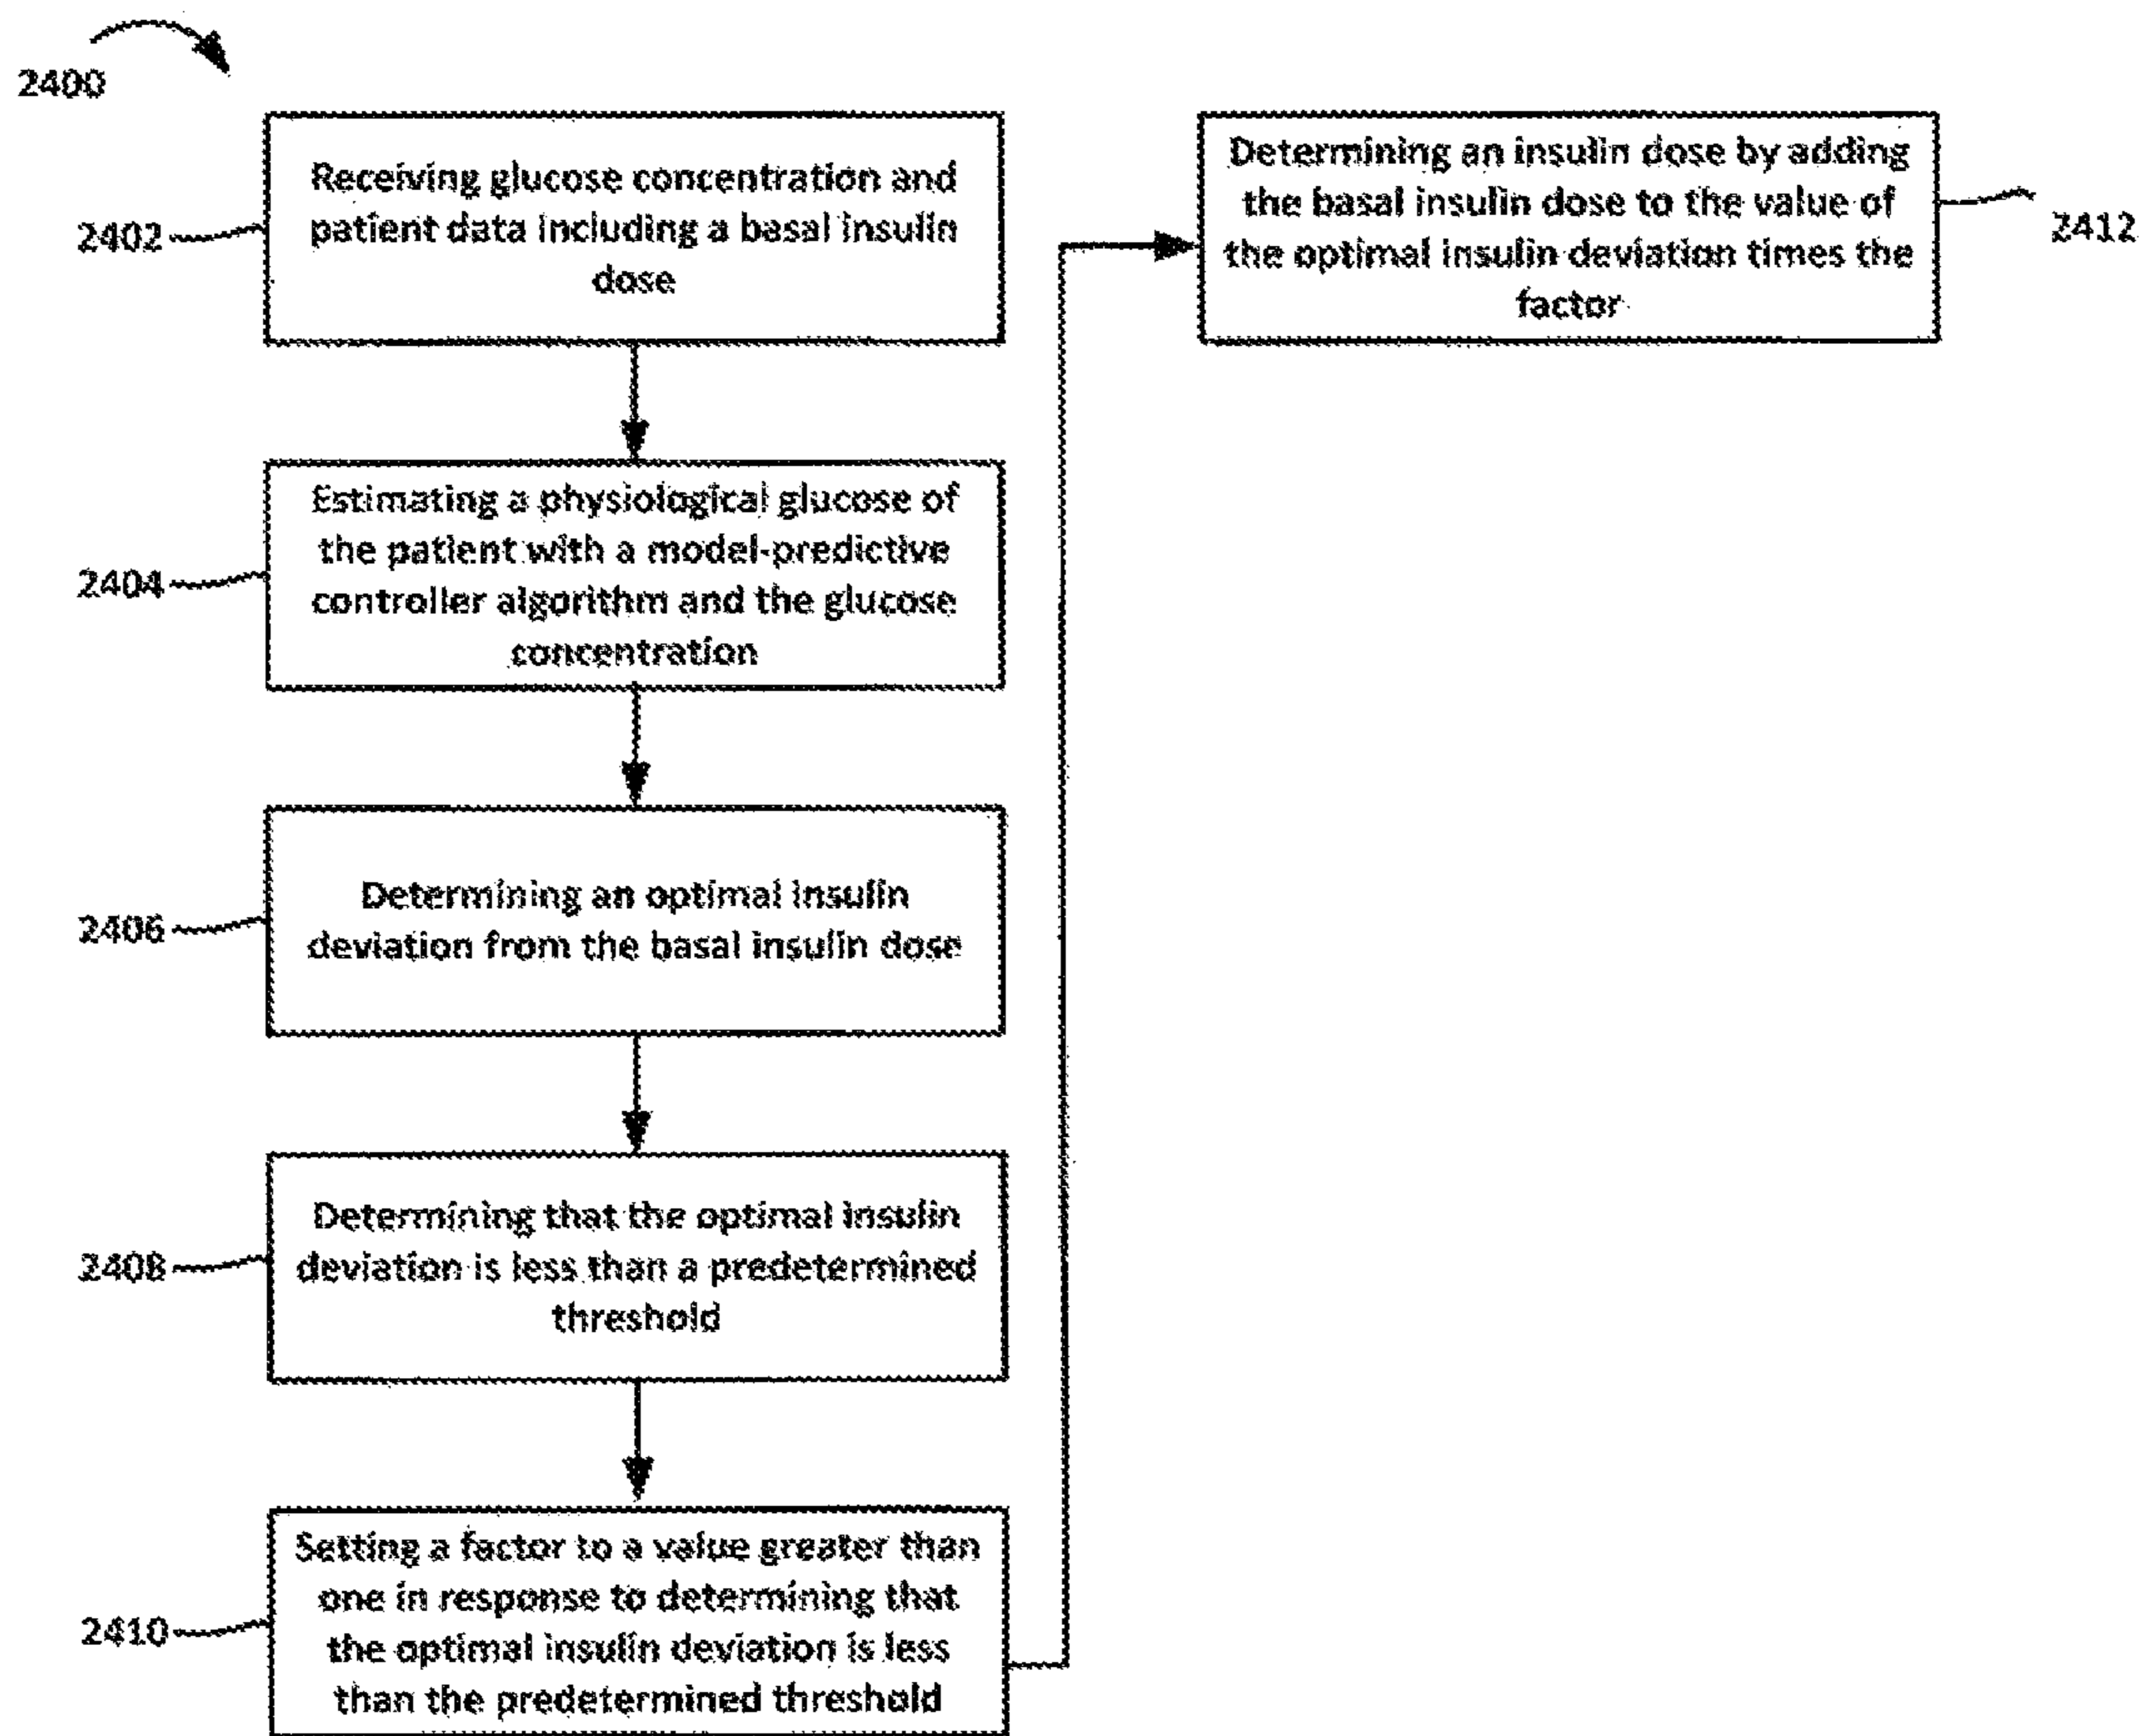 2400
2402
Receiving glucose concentration and
patient data including a basal insulin
dose
2404
Estimating a physiological glucose of
the patient with a model-predictive
controller algorithm and the glucose
concentration
2406
Determining an optimal insulin
deviation from the basal insulin dose
2408
Determining that the optimal insulin
deviation is less than a predetermined
threshold
2410
Setting a factor to a value greater than
one in response to determining that
the optimal insulin deviation is less
than the predetermined threshold
Determining an insulin dose by adding
the basal insulin dose to the value of
the optimal insulin deviation times the
factor
2412